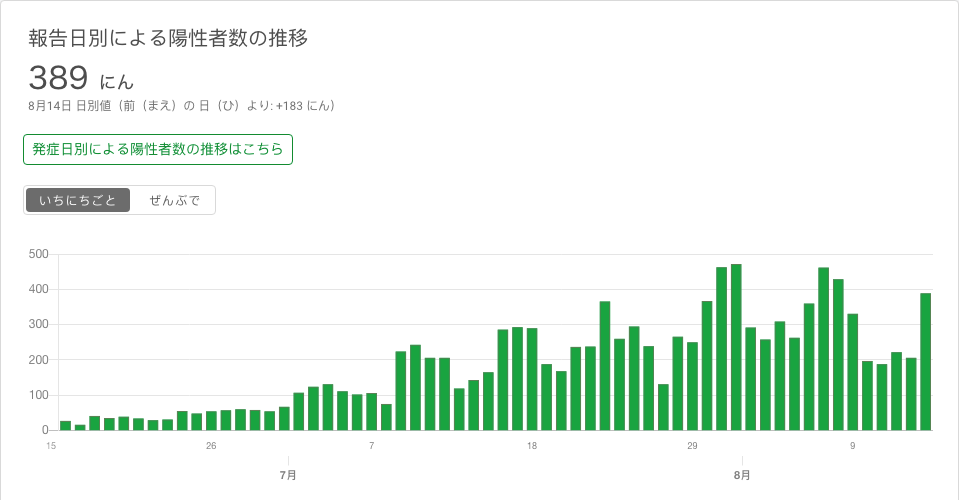 報告日別による陽性者数の推移
389 にん
8月14日 日別値（前（まえ）の 日（ひ）より: +183 にん）
発症日別による陽性者数の推移はこちら
いちにちごと ぜんぶで
500
400
300
200
100
0
15 26 7 18 29 9
7月 8月